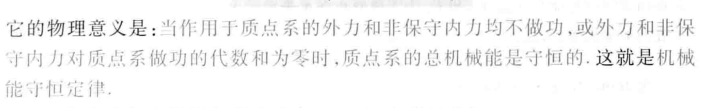 它的物理意义是:当作用于质点系的外力和非保守内力均不做功,或外力和非保
守内力对质点系做功的代数和为零时,质点系的总机械能是守恒的.这就是机械
能守恒定律.